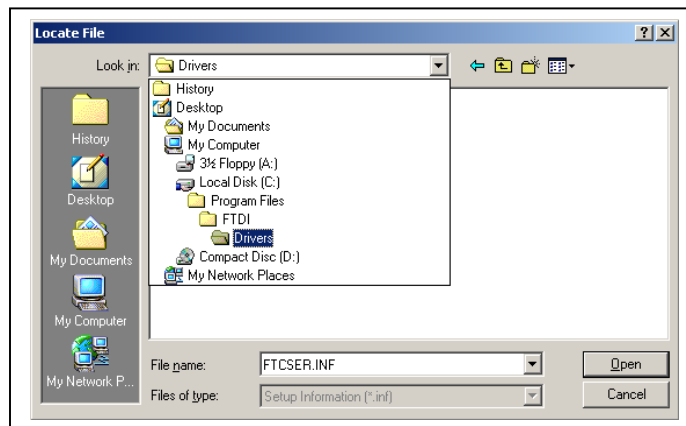 Locate File
Look in: Drivers
History
Desktop
My Documents
My Computer
3½ Floppy (A:)
Local Disk (C:)
Program Files
FTDI
Drivers
Compact Disc (D:)
My Network Places
History
Desktop
My Documents
My Computer
My Network P...
File name: FTCSER.INF Open
Files of type: Setup Information (*.inf) Cancel